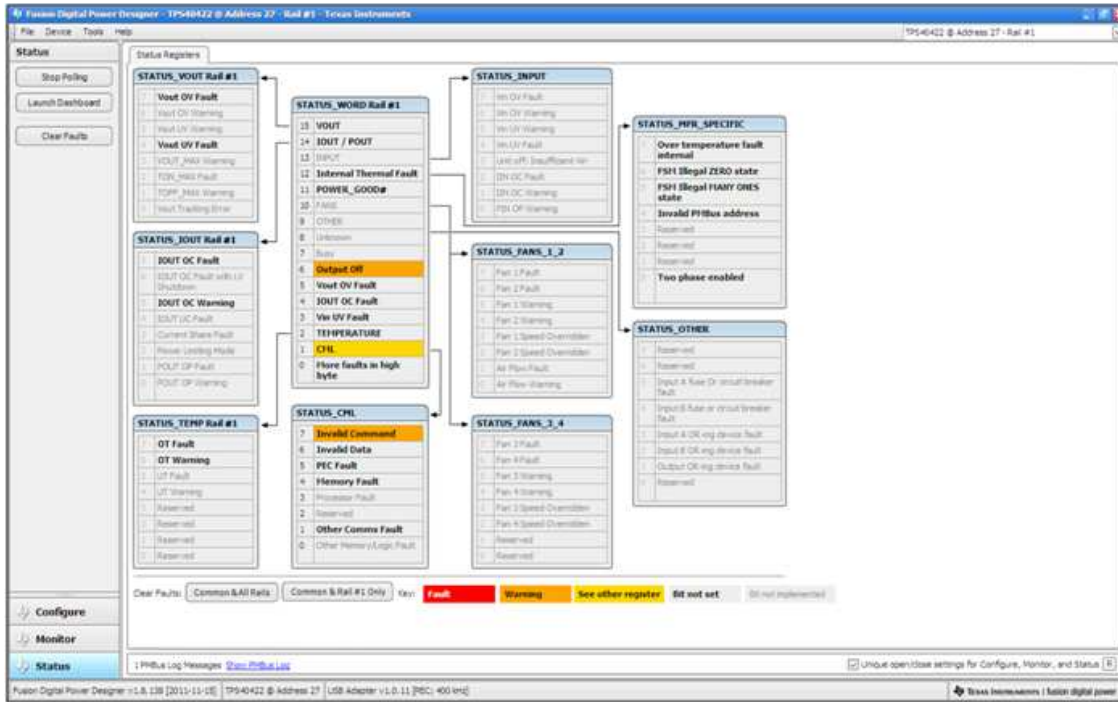 Fusion Digital Power Designer - TPS40422 @ Address 27 - Rail #1 - Texas Instruments
File Device Tools Help
TPS40422 @ Address 27 - Rail #1
Status
Stop Polling
Launch Dashboard
Clear Faults
Status Registers
STATUS_VOUT Rail #1
Vout OV Fault
Vout OV Warning
Vout UV Warning
Vout UV Fault
VOUT_MAX Warning
TON_MAX Fault
TOFF_MAX Warning
Vout Tracking Error
STATUS_IOUT Rail #1
IOUT OC Fault
IOUT OC Fault with LV
Shutdown
IOUT OC Warning
IOUT UC Fault
Current Share Fault
Power Limiting Mode
POUT OP Fault
POUT OP Warning
STATUS_TEMP Rail #1
OT Fault
OT Warning
UT Fault
UT Warning
Reserved
Reserved
Reserved
Reserved
STATUS_WORD Rail #1
15 VOUT
14 IOUT / POUT
13 INPUT
12 Internal Thermal Fault
11 POWER_GOOD#
10 FANS
9 OTHER
8 Unknown
7 Busy
6 Output Off
5 Vout OV Fault
4 IOUT OC Fault
3 Vin UV Fault
2 TEMPERATURE
1 CML
0 More faults in high
byte
STATUS_CML
7 Invalid Command
6 Invalid Data
5 PEC Fault
4 Memory Fault
3 Processor Fault
2 Reserved
1 Other Comms Fault
0 Other Memory/Logic Fault
STATUS_INPUT
Vin OV Fault
Vin OV Warning
Vin UV Warning
Vin UV Fault
Unit off: Insufficient Vin
IIN OC Fault
IIN OC Warning
PIN OP Warning
STATUS_FANS_1_2
Fan 1 Fault
Fan 2 Fault
Fan 1 Warning
Fan 2 Warning
Fan 1 Speed Overridden
Fan 2 Speed Overridden
Air Flow Fault
Air Flow Warning
STATUS_FANS_3_4
Fan 3 Fault
Fan 4 Fault
Fan 3 Warning
Fan 4 Warning
Fan 3 Speed Overridden
Fan 4 Speed Overridden
Reserved
Reserved
STATUS_MFR_SPECIFIC
Over temperature fault
internal
FSM Illegal ZERO state
FSM Illegal MANY ONES
state
Invalid PMBus address
Reserved
Reserved
Reserved
Two phase enabled
STATUS_OTHER
Reserved
Reserved
Input A fuse Or circuit breaker
fault
Input B fuse or circuit breaker
fault
Input A OR-ing device fault
Input B OR-ing device fault
Output OR-ing device fault
Reserved
Clear Faults: Common & All Rails Common & Rail #1 Only Key: Fault Warning See other register Bit not set Bit not implemented
Configure
Monitor
Status
1 PMBus Log Messages Show PMBus Log
Unique open/close settings for Configure, Monitor, and Status
Fusion Digital Power Designer v1.8.138 [2011-11-15] TPS40422 @ Address 27 USB Adapter v1.0.11 [PEC; 400 kHz]
TEXAS INSTRUMENTS | fusion digital power